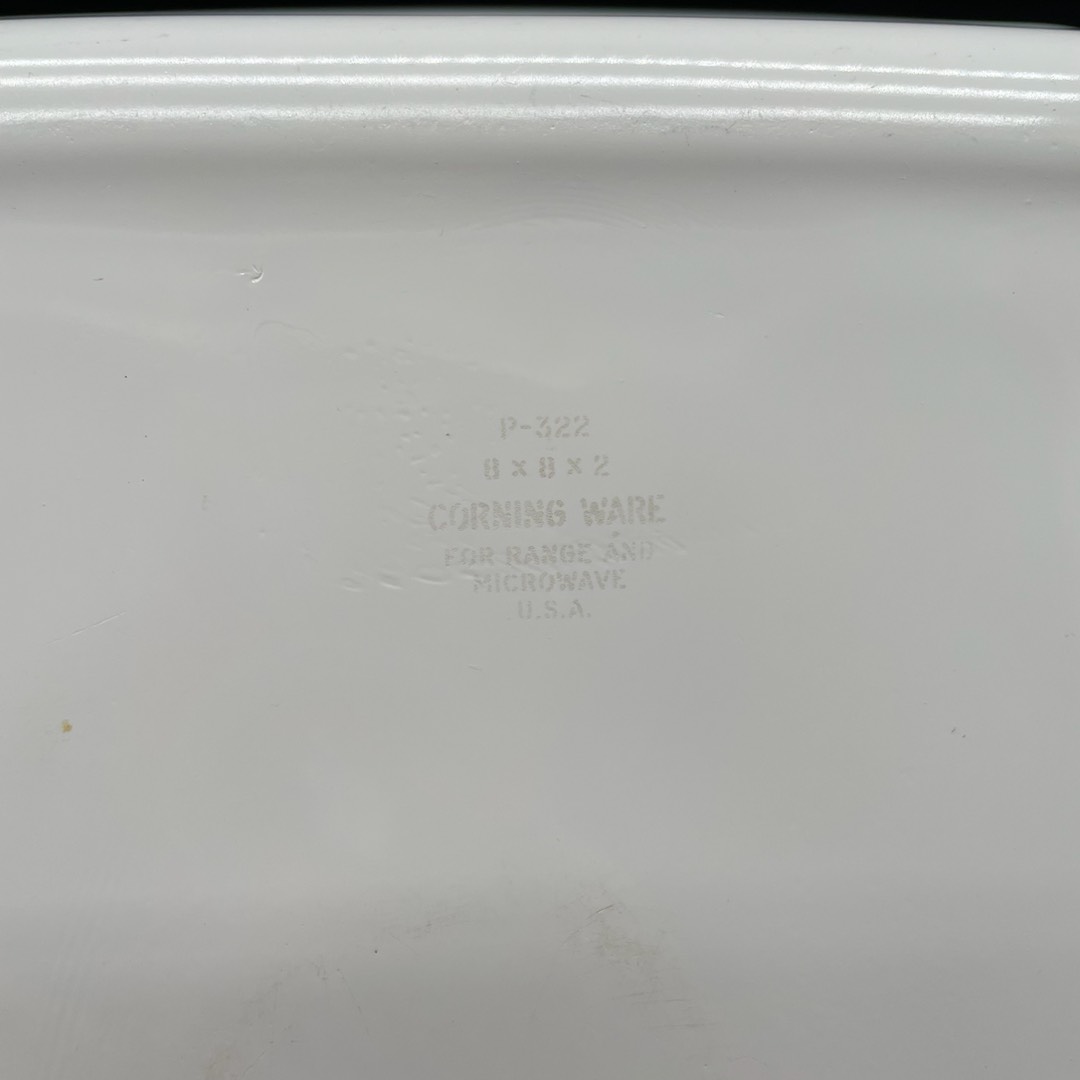 P-322
8 x 8 x 2
CORNING WARE
FOR RANGE AND
MICROWAVE
U.S.A.